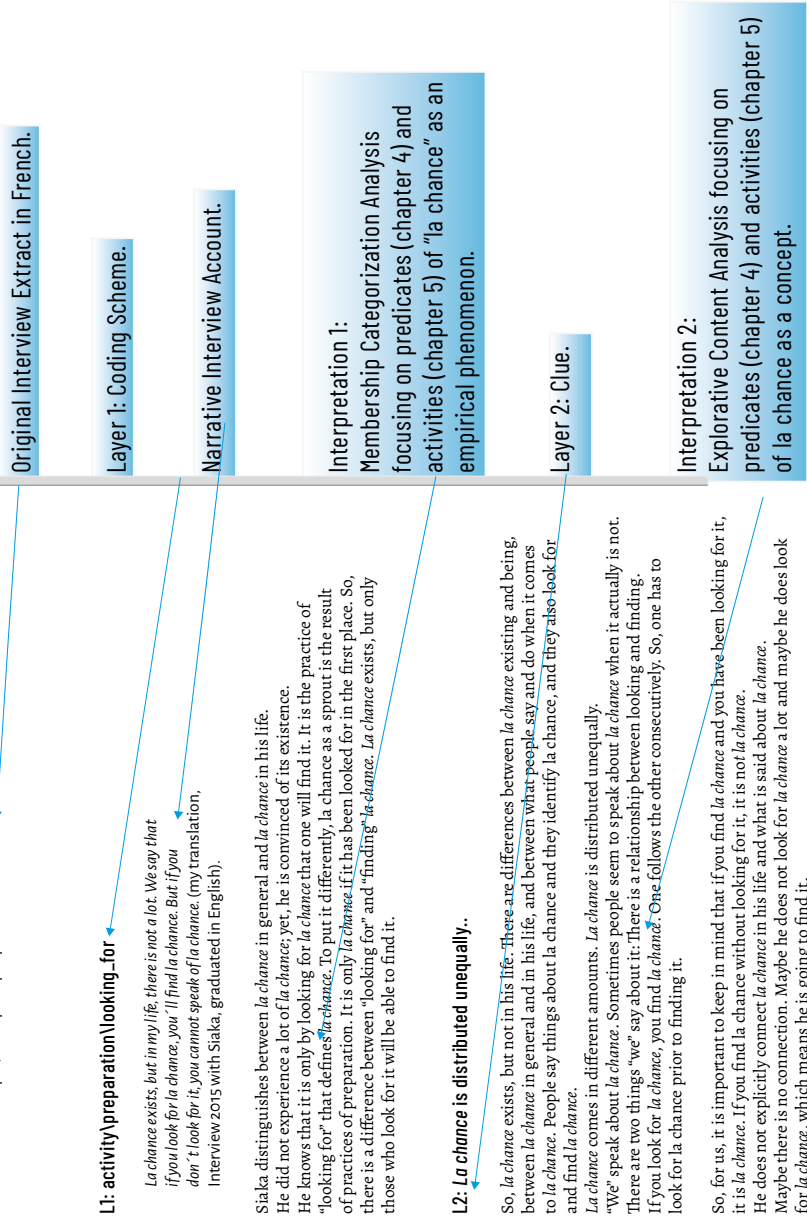 Original Interview Extract in French.
L1: activity\preparation\looking_for
Layer 1: Coding Scheme.
La chance exists, but in my life, there is not a lot. We say that
if you look for la chance, you´ll find la chance. But if you
don´t look for it, you cannot speak of la chance. (my translation,
Interview 2015 with Siaka, graduated in English).
Narrative Interview Account.
Siaka distinguishes between la chance in general and la chance in his life.
He did not experience a lot of la chance; yet, he is convinced of its existence.
He knows that it is only by looking for la chance that one will find it. It is the practice of
“looking for” that defines la chance. To put it differently, la chance as a sprout is the result
of practices of preparation. It is only la chance if it has been looked for in the first place. So,
there is a difference between “looking for” and “finding” la chance. La chance exists, but only
those who look for it will be able to find it.
Interpretation 1:
Membership Categorization Analysis
focusing on predicates (chapter 4) and
activities (chapter 5) of “la chance” as an
empirical phenomenon.
L2: La chance is distributed unequally..
Layer 2: Clue.
So, la chance exists, but not in his life. There are differences between la chance existing and being,
between la chance in general and in his life, and between what people say and do when it comes
to la chance. People say things about la chance and they identify la chance, and they also look for
and find la chance.
La chance comes in different amounts. La chance is distributed unequally.
“We” speak about la chance. Sometimes people seem to speak about la chance when it actually is not.
There are two things “we” say about it: There is a relationship between looking and finding.
If you look for la chance, you find la chance. One follows the other consecutively. So, one has to
look for la chance prior to finding it.
So, for us, it is important to keep in mind that if you find la chance and you have been looking for it,
it is la chance. If you find la chance without looking for it, it is not la chance.
He does not explicitly connect la chance in his life and what is said about la chance.
Maybe there is no connection. Maybe he does not look for la chance a lot and maybe he does look
for la chance, which means he is going to find it.
Interpretation 2:
Explorative Content Analysis focusing on
predicates (chapter 4) and activities (chapter 5)
of la chance as a concept.